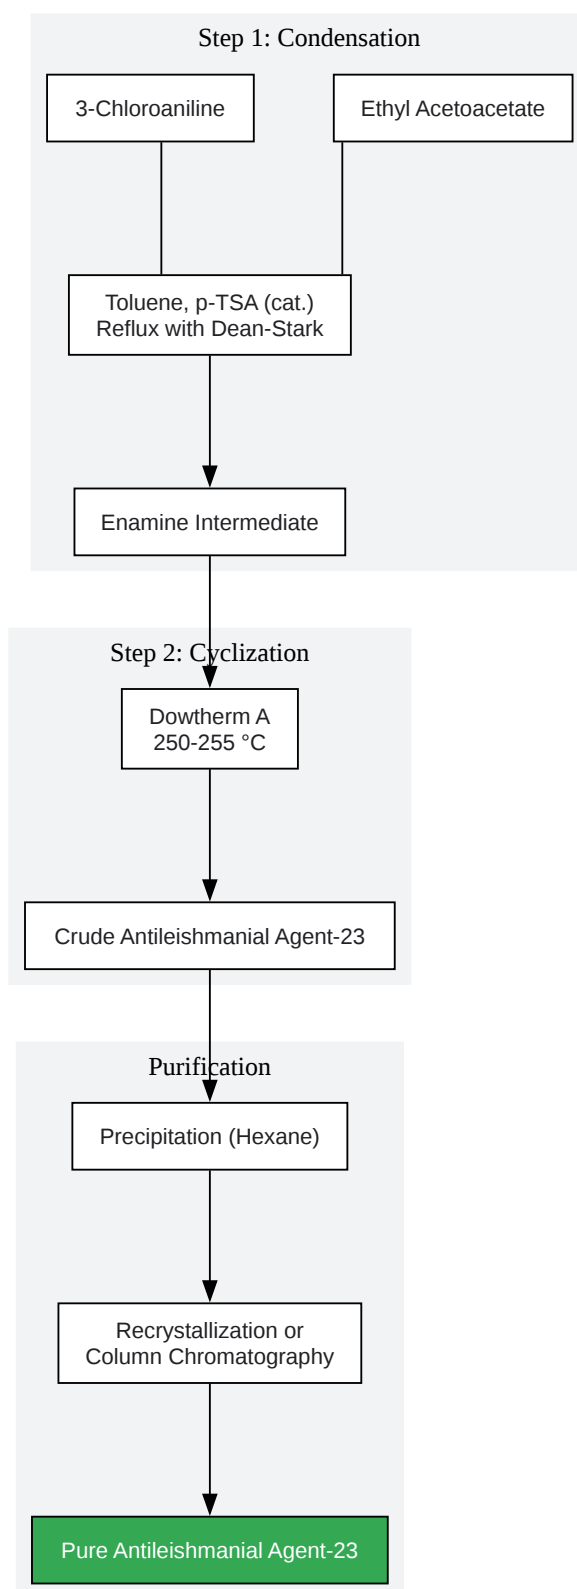 Step 1: Condensation
3-Chloroaniline
Ethyl Acetoacetate
Toluene, p-TSA (cat.)
Reflux with Dean-Stark
Enamine Intermediate
Step 2: Cyclization
Dowtherm A
250-255 °C
Crude Antileishmanial Agent-23
Purification
Precipitation (Hexane)
Recrystallization or
Column Chromatography
Pure Antileishmanial Agent-23